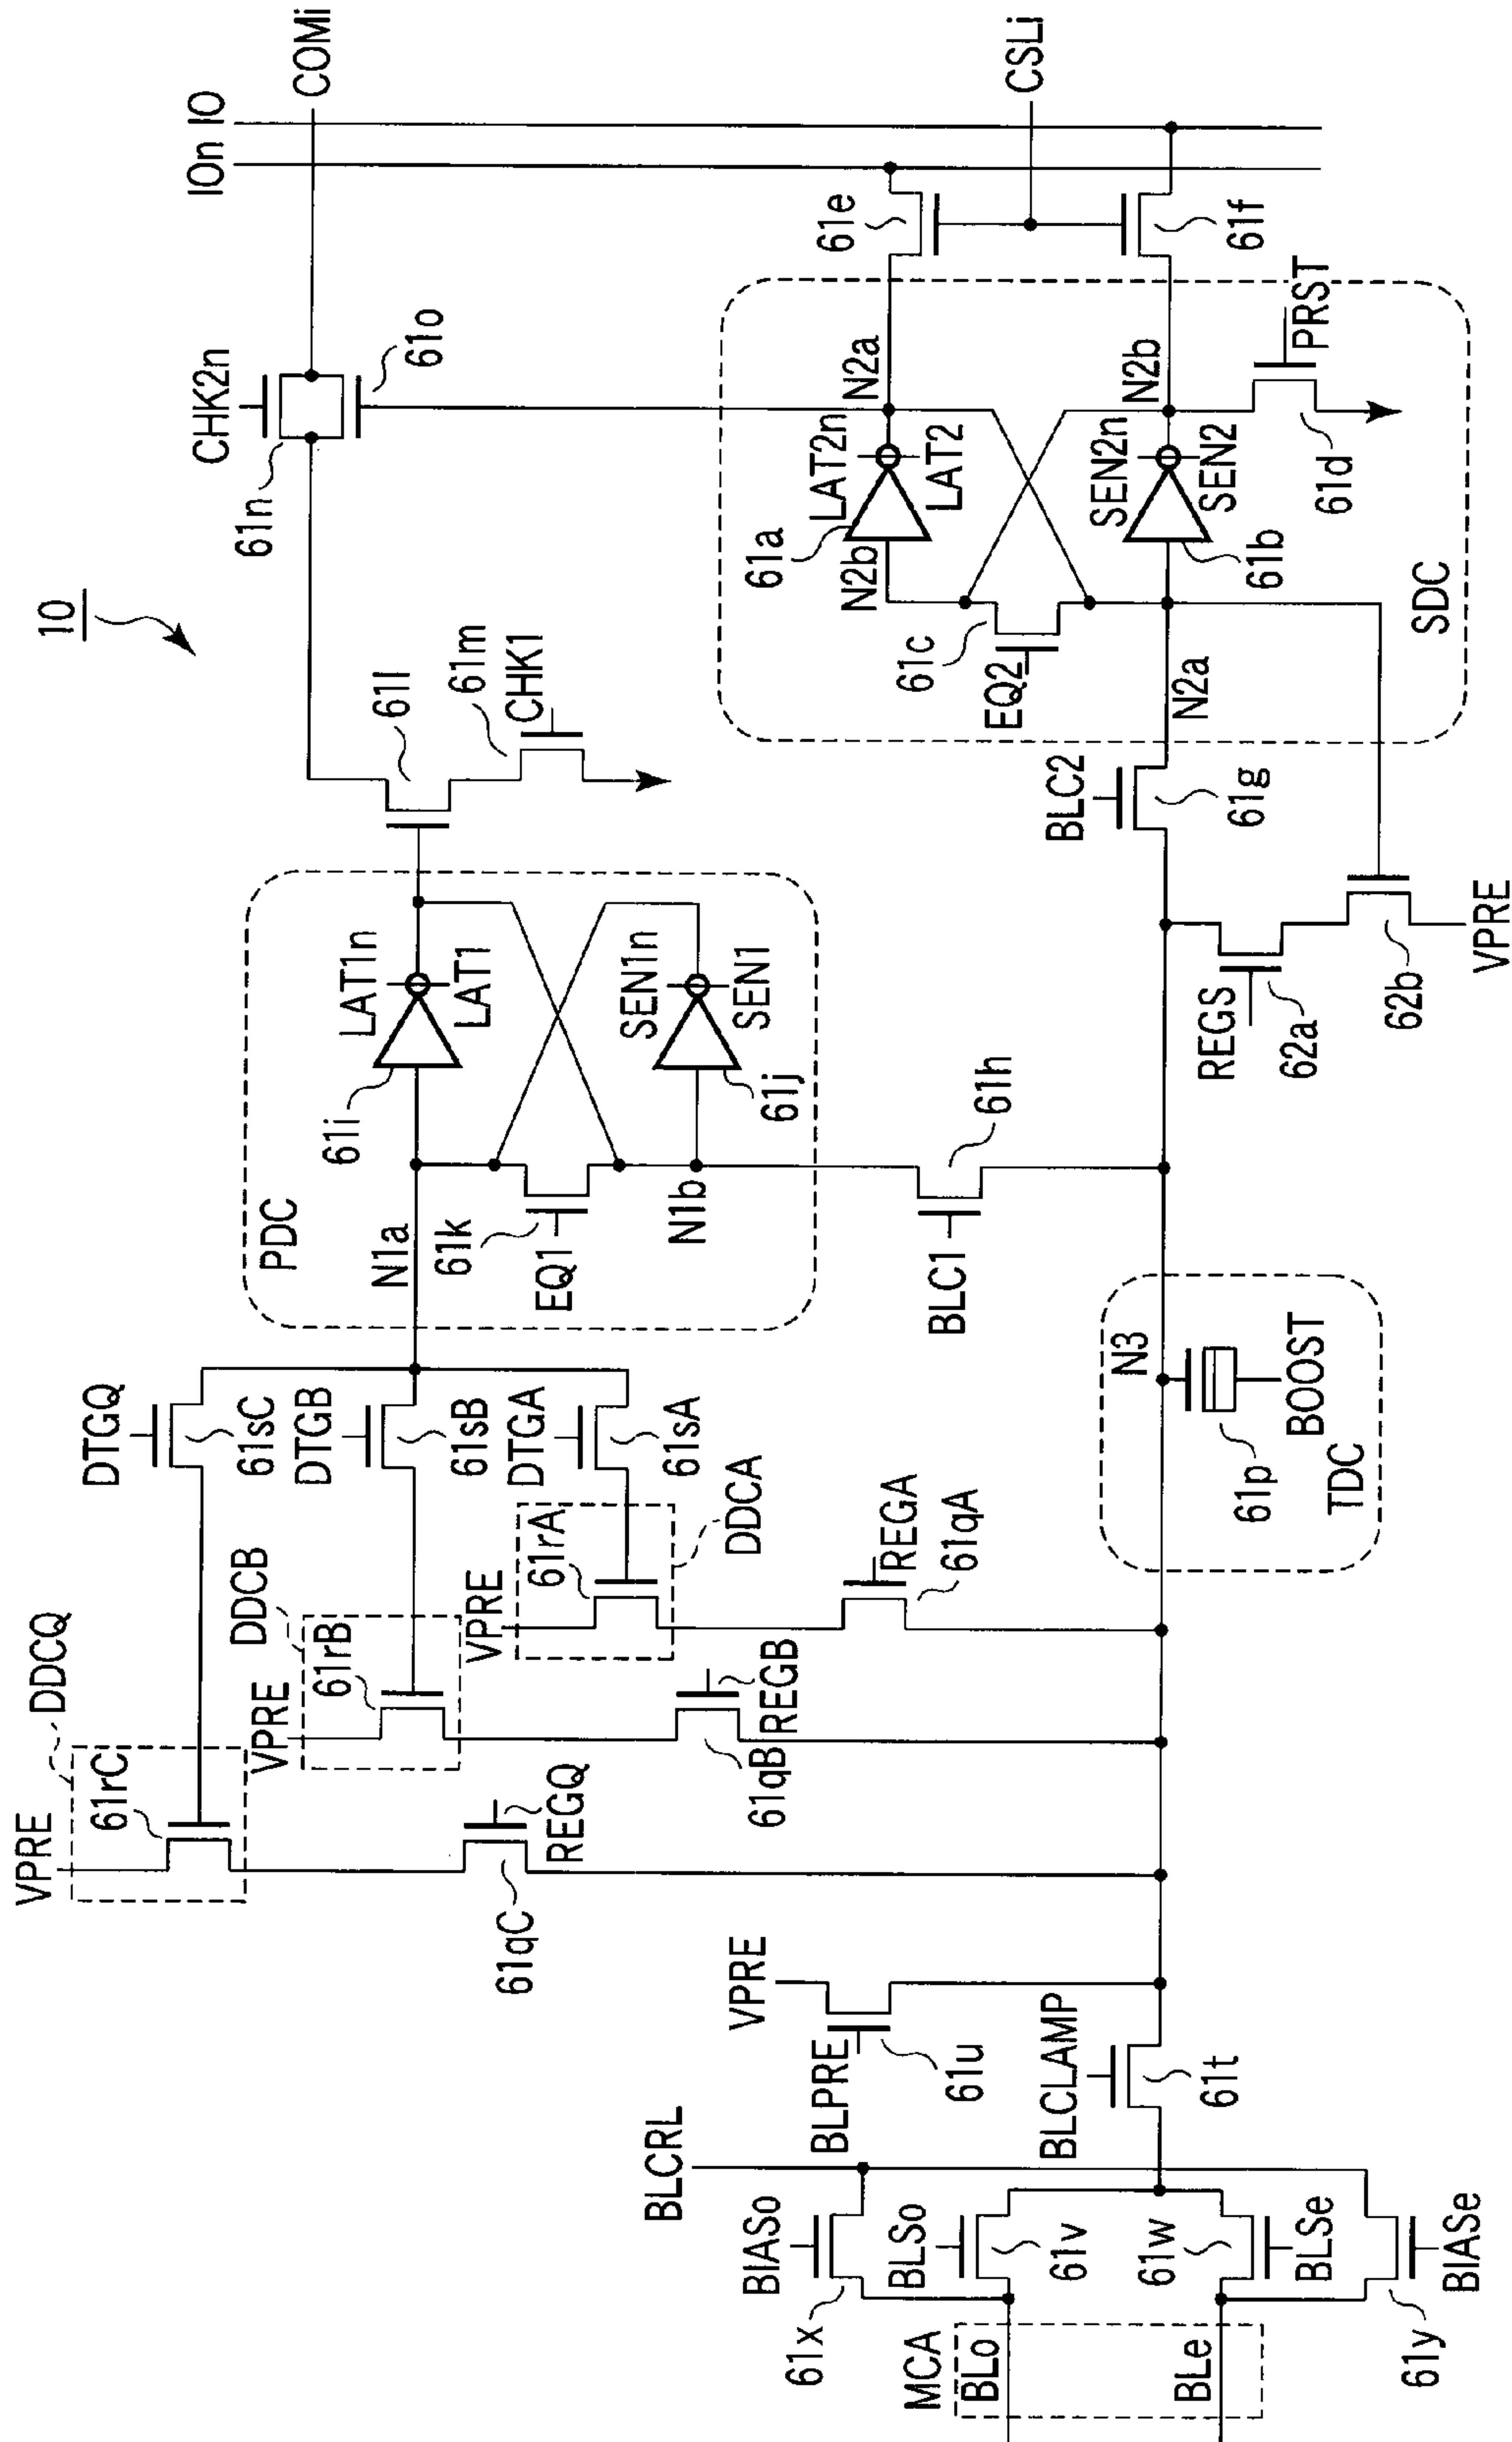 10
COMi
IOn IO
CSLi
CHK2n
61n
61o
61l
61m
CHK1
61e
61f
N2a
N2b
LAT2n
LAT2
61a
N2b
SEN2n
SEN2
61b
61c
EQ2
N2a
PRST
61d
SDC
BLC2
61g
REGS
62a
62b
VPRE
PDC
LAT1n
LAT1
61i
SEN1n
SEN1
61j
N1a
61k
EQ1
N1b
BLC1
61h
N3
61p
BOOST
TDC
DTGQ
61sC
DTGB
61sB
DTGA
61sA
DDCQ
VPRE
61rC
DDCB
VPRE
61rB
VPRE
61rA
DDCA
REGQ
61qC
REGB
61qB
REGA
61qA
VPRE
BLPRE
61u
BLCLAMP
61t
BLCRL
BIASo
61x
BLSo
61v
61w
BLSe
BIASe
61y
MCA
BLo
BLe